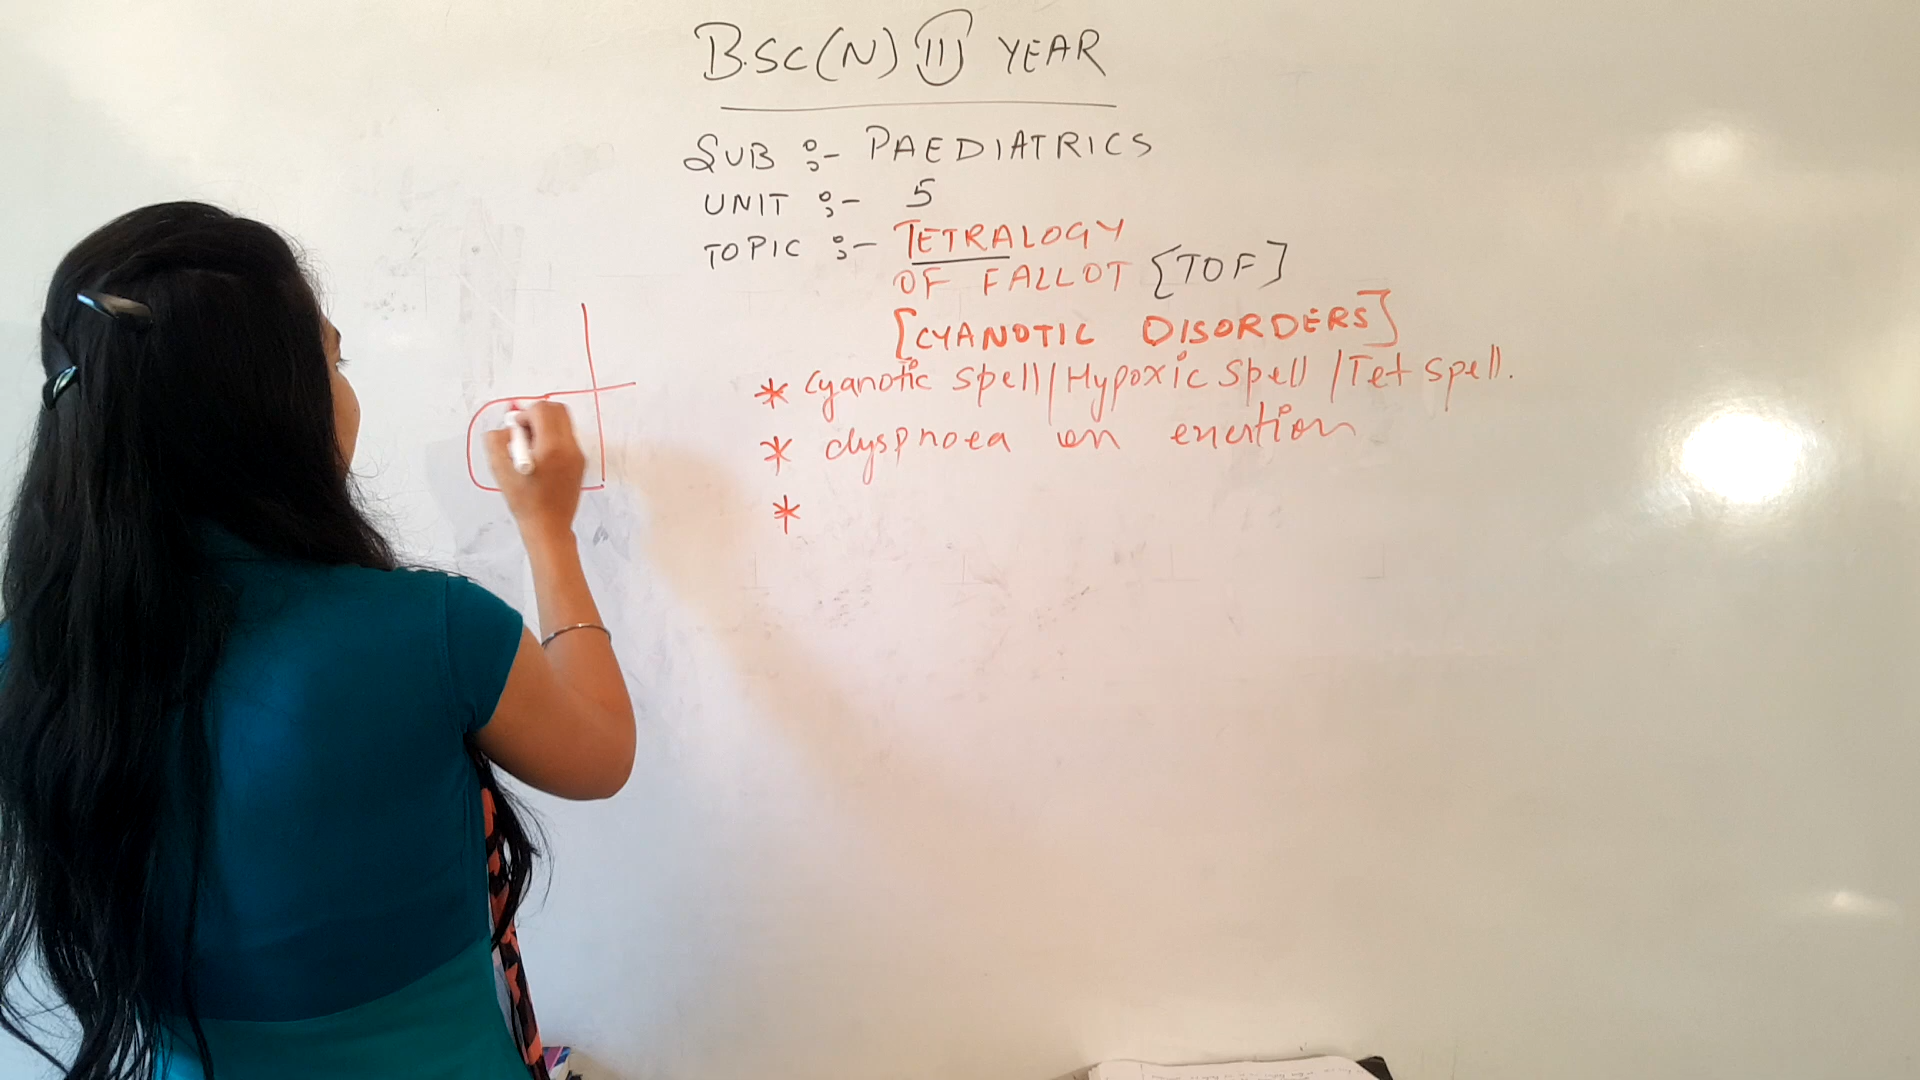 B.SC(N) II YEAR
SUB :- PAEDIATRICS
UNIT :- 5
TOPIC :- TETRALOGY
OF FALLOT [TOF]
[CYANOTIC DISORDERS]
* Cyanotic spell/Hypoxic spell/Tet spell.
* dyspnoea on exertion
*